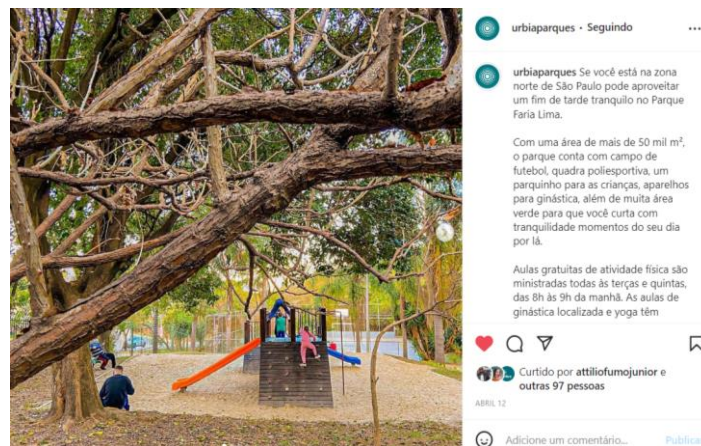 urbiaparques • Seguindo
urbiaparques Se você está na zona
norte de São Paulo pode aproveitar
um fim de tarde tranquilo no Parque
Faria Lima.
Com uma área de mais de 50 mil m²,
o parque conta com campo de
futebol, quadra poliesportiva, um
parquinho para as crianças, aparelhos
para ginástica, além de muita área
verde para que você curta com
tranquilidade momentos do seu dia
por lá.
Aulas gratuitas de atividade física são
ministradas todas às terças e quintas,
das 8h às 9h da manhã. As aulas de
ginástica localizada e yoga têm
Curtido por attiliofumojunior e
outras 97 pessoas
ABRIL 12
Adicione um comentário... Publicar